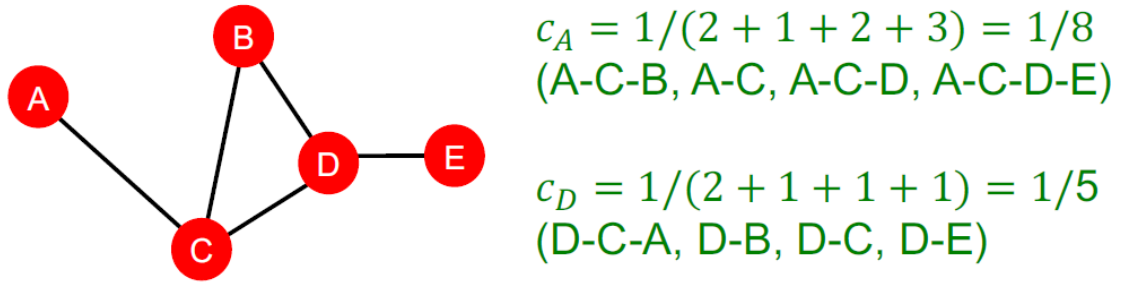 B
A
D
E
C
c_A = 1/(2 + 1 + 2 + 3) = 1/8
(A-C-B, A-C, A-C-D, A-C-D-E)
c_D = 1/(2 + 1 + 1 + 1) = 1/5
(D-C-A, D-B, D-C, D-E)